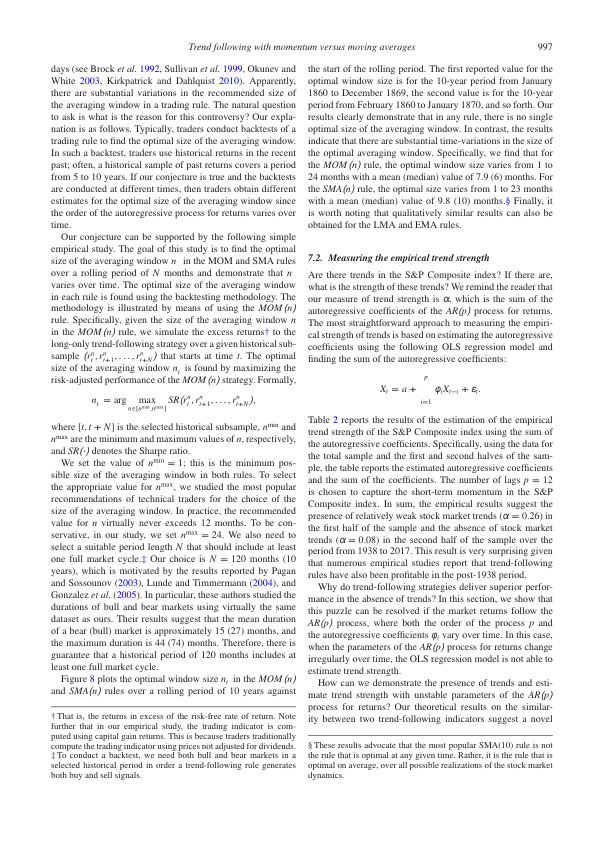 Trend following with momentum versus moving averages
997
days (see Brock et al. 1992, Sullivan et al. 1999, Okunev and
White 2003, Kirkpatrick and Dahlquist 2010). Apparently,
there are substantial variations in the recommended size of
the averaging window in a trading rule. The natural question
to ask is what is the reason for this controversy? Our expla-
nation is as follows. Typically, traders conduct backtests of a
trading rule to find the optimal size of the averaging window.
In such a backtest, traders use historical returns in the recent
past; often, a historical sample of past returns covers a period
from 5 to 10 years. If our conjecture is true and the backtests
are conducted at different times, then traders obtain different
estimates for the optimal size of the averaging window since
the order of the autoregressive process for returns varies over
time.
Our conjecture can be supported by the following simple
empirical study. The goal of this study is to find the optimal
size of the averaging window n in the MOM and SMA rules
over a rolling period of N months and demonstrate that n
varies over time. The optimal size of the averaging window
in each rule is found using the backtesting methodology. The
methodology is illustrated by means of using the MOM(n)
rule. Specifically, given the size of the averaging window n
in the MOM(n) rule, we simulate the excess returns† to the
long-only trend-following strategy over a given historical sub-
sample (r_t^n, r_{t+1}^n, . . . , r_{t+N}^n) that starts at time t. The optimal
size of the averaging window n_t is found by maximizing the
risk-adjusted performance of the MOM(n) strategy. Formally,
n_t = arg max_{n∈[n^min,n^max]} SR(r_t^n, r_{t+1}^n, . . . , r_{t+N}^n),
where [t, t + N] is the selected historical subsample, n^min and
n^max are the minimum and maximum values of n, respectively,
and SR(·) denotes the Sharpe ratio.
We set the value of n^min = 1; this is the minimum pos-
sible size of the averaging window in both rules. To select
the appropriate value for n^max, we studied the most popular
recommendations of technical traders for the choice of the
size of the averaging window. In practice, the recommended
value for n virtually never exceeds 12 months. To be con-
servative, in our study, we set n^max = 24. We also need to
select a suitable period length N that should include at least
one full market cycle.‡ Our choice is N = 120 months (10
years), which is motivated by the results reported by Pagan
and Sossounov (2003), Lunde and Timmermann (2004), and
Gonzalez et al. (2005). In particular, these authors studied the
durations of bull and bear markets using virtually the same
dataset as ours. Their results suggest that the mean duration
of a bear (bull) market is approximately 15 (27) months, and
the maximum duration is 44 (74) months. Therefore, there is
guarantee that a historical period of 120 months includes at
least one full market cycle.
Figure 8 plots the optimal window size n_t in the MOM(n)
and SMA(n) rules over a rolling period of 10 years against
† That is, the returns in excess of the risk-free rate of return. Note
further that in our empirical study, the trading indicator is com-
puted using capital gain returns. This is because traders traditionally
compute the trading indicator using prices not adjusted for dividends.
‡ To conduct a backtest, we need both bull and bear markets in a
selected historical period in order a trend-following rule generates
both buy and sell signals.
the start of the rolling period. The first reported value for the
optimal window size is for the 10-year period from January
1860 to December 1869, the second value is for the 10-year
period from February 1860 to January 1870, and so forth. Our
results clearly demonstrate that in any rule, there is no single
optimal size of the averaging window. In contrast, the results
indicate that there are substantial time-variations in the size of
the optimal averaging window. Specifically, we find that for
the MOM(n) rule, the optimal window size varies from 1 to
24 months with a mean (median) value of 7.9 (6) months. For
the SMA(n) rule, the optimal size varies from 1 to 23 months
with a mean (median) value of 9.8 (10) months.§ Finally, it
is worth noting that qualitatively similar results can also be
obtained for the LMA and EMA rules.
7.2. Measuring the empirical trend strength
Are there trends in the S&P Composite index? If there are,
what is the strength of these trends? We remind the reader that
our measure of trend strength is α, which is the sum of the
autoregressive coefficients of the AR(p) process for returns.
The most straightforward approach to measuring the empiri-
cal strength of trends is based on estimating the autoregressive
coefficients using the following OLS regression model and
finding the sum of the autoregressive coefficients:
X_t = a + _{i=1}^{p} φ_i X_{t−i} + ε_t.
Table 2 reports the results of the estimation of the empirical
trend strength of the S&P Composite index using the sum of
the autoregressive coefficients. Specifically, using the data for
the total sample and the first and second halves of the sam-
ple, the table reports the estimated autoregressive coefficients
and the sum of the coefficients. The number of lags p = 12
is chosen to capture the short-term momentum in the S&P
Composite index. In sum, the empirical results suggest the
presence of relatively weak stock market trends (α = 0.26) in
the first half of the sample and the absence of stock market
trends (α = 0.08) in the second half of the sample over the
period from 1938 to 2017. This result is very surprising given
that numerous empirical studies report that trend-following
rules have also been profitable in the post-1938 period.
Why do trend-following strategies deliver superior perfor-
mance in the absence of trends? In this section, we show that
this puzzle can be resolved if the market returns follow the
AR(p) process, where both the order of the process p and
the autoregressive coefficients φ_i vary over time. In this case,
when the parameters of the AR(p) process for returns change
irregularly over time, the OLS regression model is not able to
estimate trend strength.
How can we demonstrate the presence of trends and esti-
mate trend strength with unstable parameters of the AR(p)
process for returns? Our theoretical results on the similar-
ity between two trend-following indicators suggest a novel
§ These results advocate that the most popular SMA(10) rule is not
the rule that is optimal at any given time. Rather, it is the rule that is
optimal on average, over all possible realizations of the stock market
dynamics.